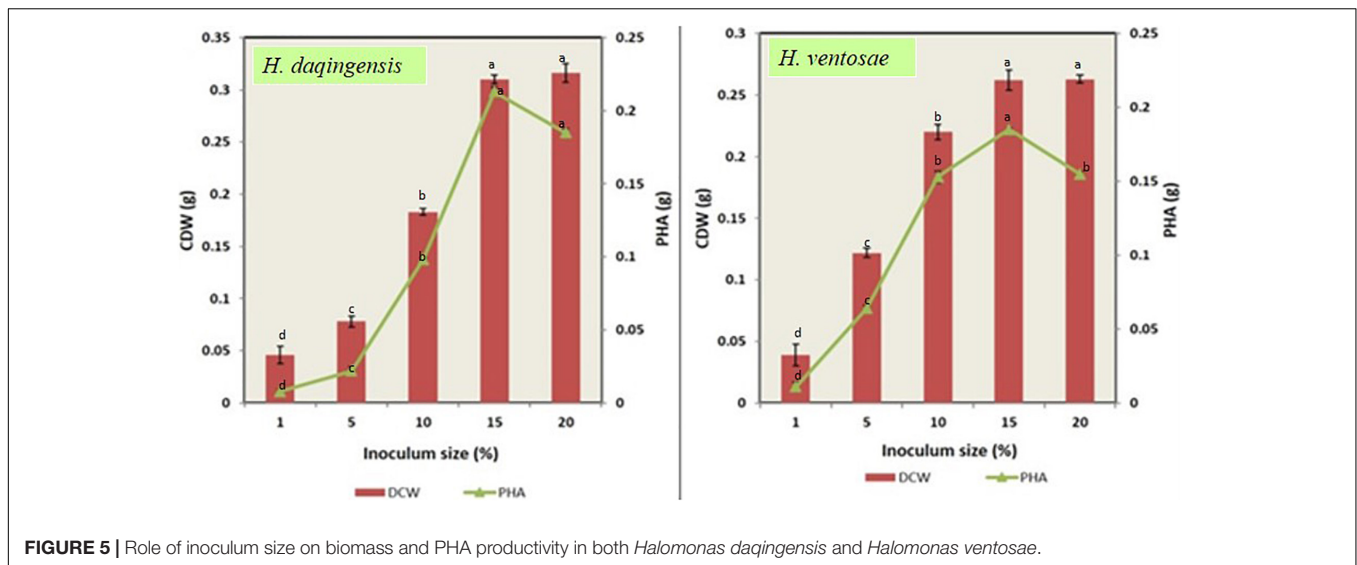 H. daqingensis
0.35
0.3
0.25
0.2
0.15
0.1
0.05
0
CDW (g)
0.25
0.2
0.15
0.1
0.05
0
PHA (g)
d
c
b
a
a
d
c
b
a
a
1 5 10 15 20
Inoculum size (%)
DCW PHA
H. ventosae
0.3
0.25
0.2
0.15
0.1
0.05
0
CDW (g)
0.25
0.2
0.15
0.1
0.05
0
PHA (g)
d
c
b
a
a
d
c
b
a
b
1 5 10 15 20
Inoculum size (%)
DCW PHA
FIGURE 5 | Role of inoculum size on biomass and PHA productivity in both Halomonas daqingensis and Halomonas ventosae.